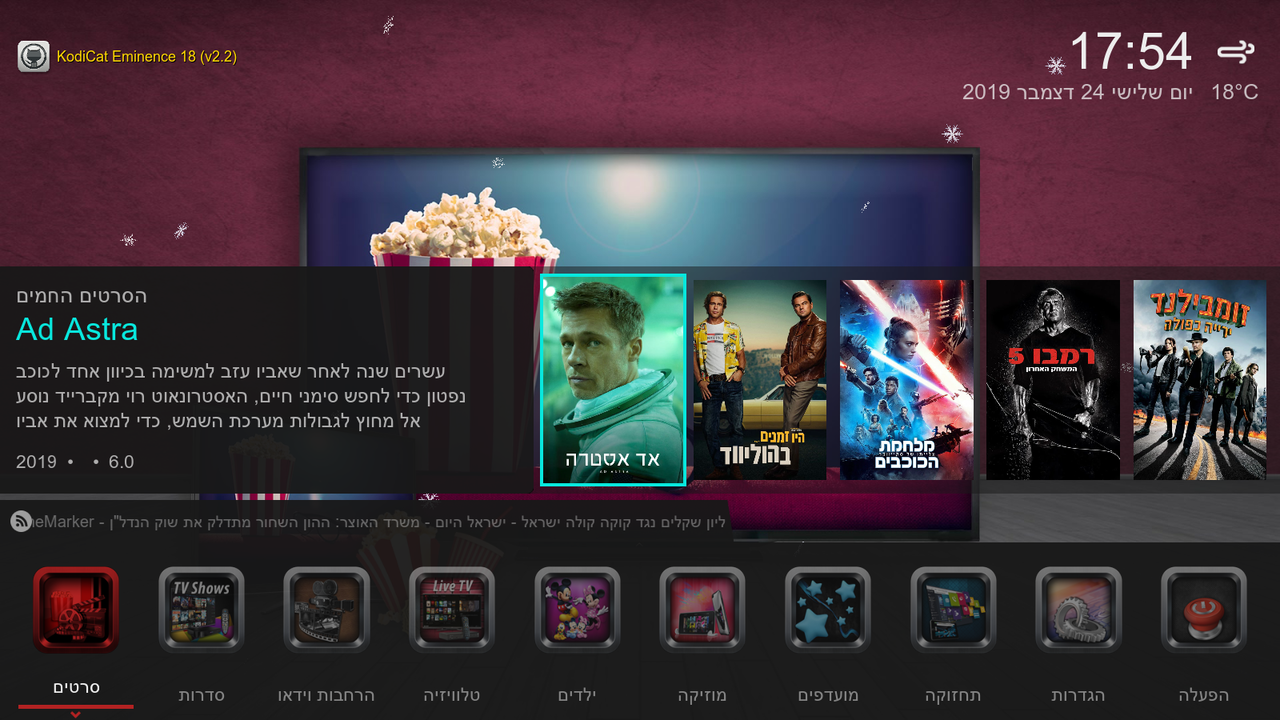 KodiCat Eminence 18 (v2.2)
17:54
יום שלישי 24 דצמבר 2019
18°C
הסרטים החמים
Ad Astra
עשרים שנה לאחר שאביו עזב למשימה בכיוון אחד לכוכב
נפטון כדי לחפש סימני חיים, האסטרונאוט רוי מקברייד נוסע
אל מחוץ לגבולות מערכת השמש, כדי למצוא את אביו
2019 • • 6.0
אד אסטרה
AD ASTRA
היו זמנים
בהוליווד
מלחמת
הכוכבים
רמבו 5
המשחק האחרון
זומבילנד
ירייה כפולה
ליון שקלים נגד קוקה קולה ישראל - ישראל היום - משרד האוצר: ההון השחור מתדלק את שוק הנדל"ן - eMarker
TV Shows
Live TV
סרטים
סדרות
הרחבות וידאו
טלוויזיה
ילדים
מוזיקה
מועדפים
תחזוקה
הגדרות
הפעלה